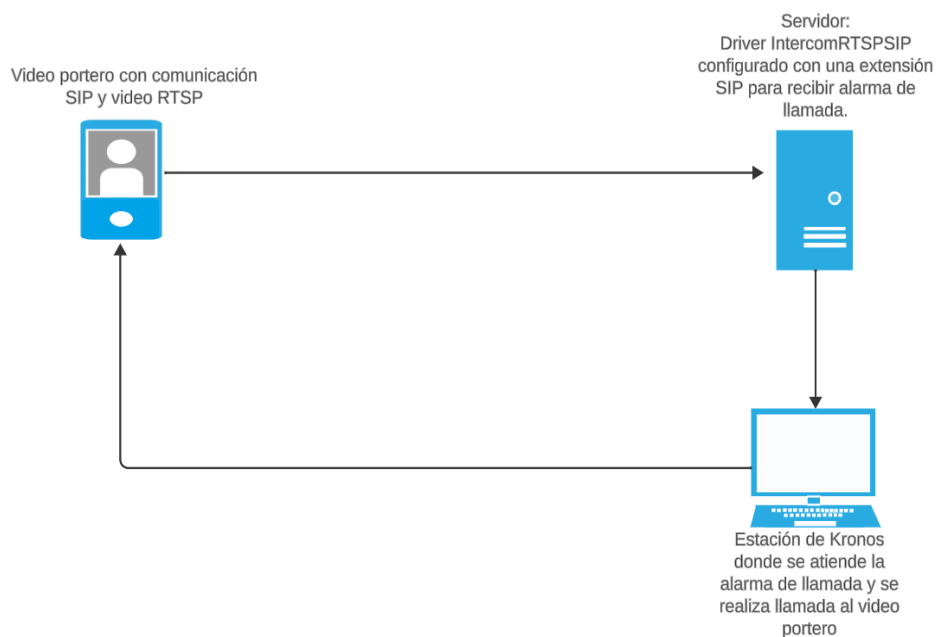 Servidor:
Driver IntercomRTSPSIP
configurado con una extensión
SIP para recibir alarma de
llamada.
Video portero con comunicación
SIP y video RTSP
Estación de Kronos
donde se atiende la
alarma de llamada y se
realiza llamada al video
portero